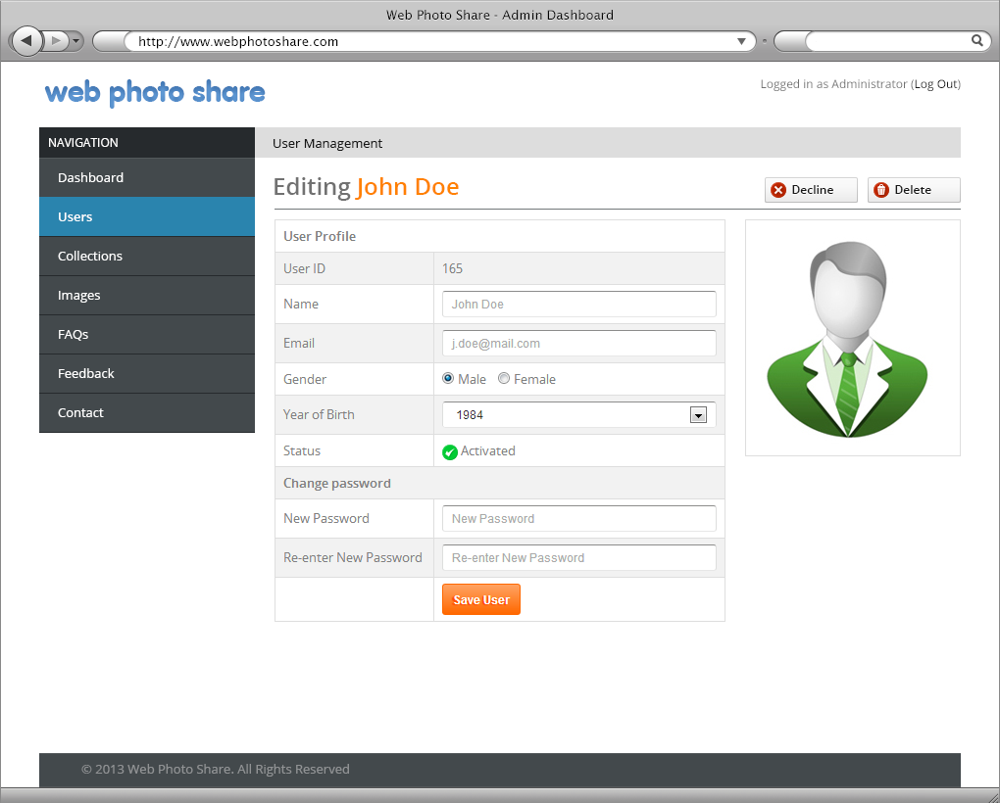 Web Photo Share - Admin Dashboard
http://www.webphotoshare.com
web photo share
Logged in as Administrator (Log Out)
NAVIGATION
Dashboard
Users
Collections
Images
FAQs
Feedback
Contact
User Management
Editing John Doe
Decline
Delete
User Profile
User ID 165
Name John Doe
Email j.doe@mail.com
Gender Male Female
Year of Birth 1984
Status Activated
Change password
New Password New Password
Re-enter New Password Re-enter New Password
Save User
© 2013 Web Photo Share. All Rights Reserved